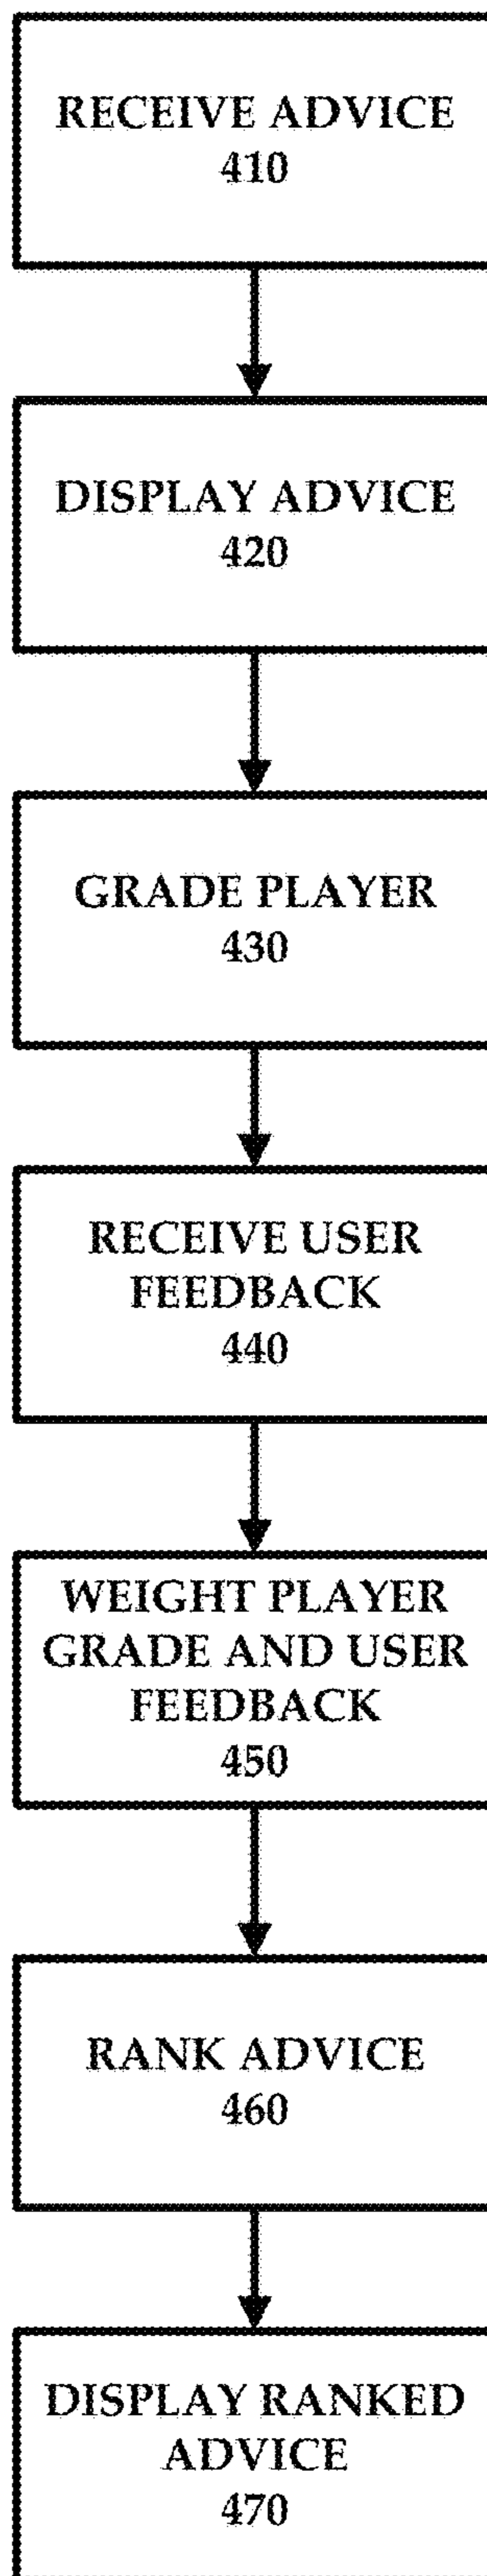 RECEIVE ADVICE
410
DISPLAY ADVICE
420
GRADE PLAYER
430
RECEIVE USER
FEEDBACK
440
WEIGHT PLAYER
GRADE AND USER
FEEDBACK
450
RANK ADVICE
460
DISPLAY RANKED
ADVICE
470